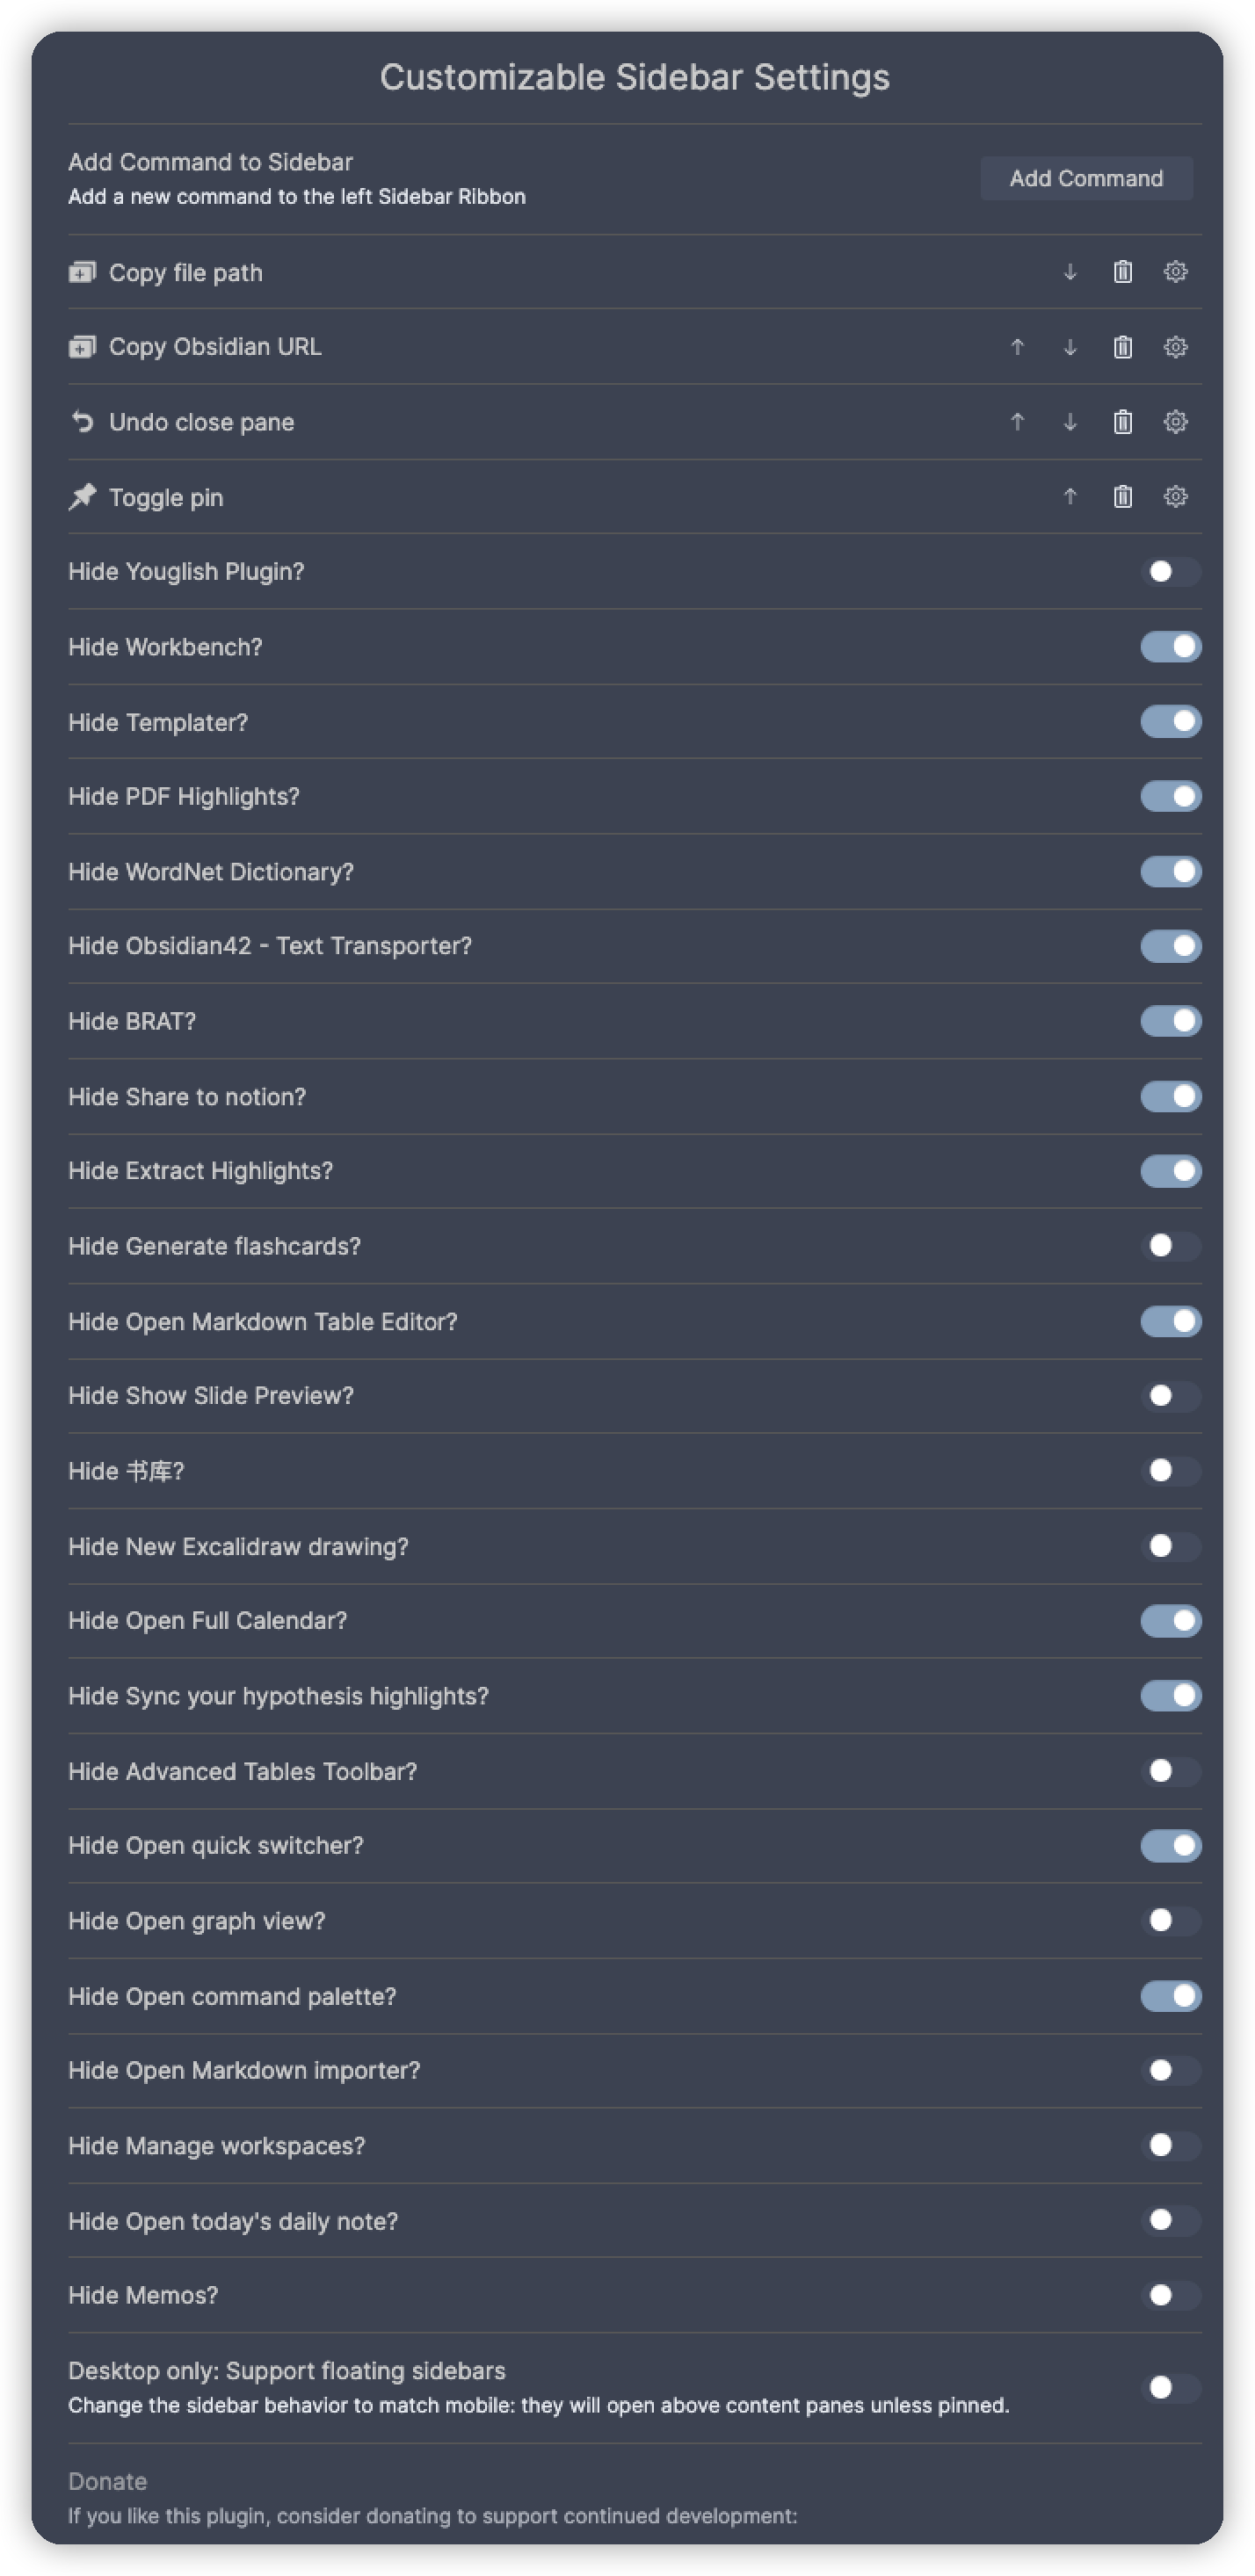 Customizable Sidebar Settings
Add Command to Sidebar
Add a new command to the left Sidebar Ribbon
Add Command
Copy file path
Copy Obsidian URL
Undo close pane
Toggle pin
Hide Youglish Plugin?
Hide Workbench?
Hide Templater?
Hide PDF Highlights?
Hide WordNet Dictionary?
Hide Obsidian42 - Text Transporter?
Hide BRAT?
Hide Share to notion?
Hide Extract Highlights?
Hide Generate flashcards?
Hide Open Markdown Table Editor?
Hide Show Slide Preview?
Hide 书库?
Hide New Excalidraw drawing?
Hide Open Full Calendar?
Hide Sync your hypothesis highlights?
Hide Advanced Tables Toolbar?
Hide Open quick switcher?
Hide Open graph view?
Hide Open command palette?
Hide Open Markdown importer?
Hide Manage workspaces?
Hide Open today's daily note?
Hide Memos?
Desktop only: Support floating sidebars
Change the sidebar behavior to match mobile: they will open above content panes unless pinned.
Donate
If you like this plugin, consider donating to support continued development: